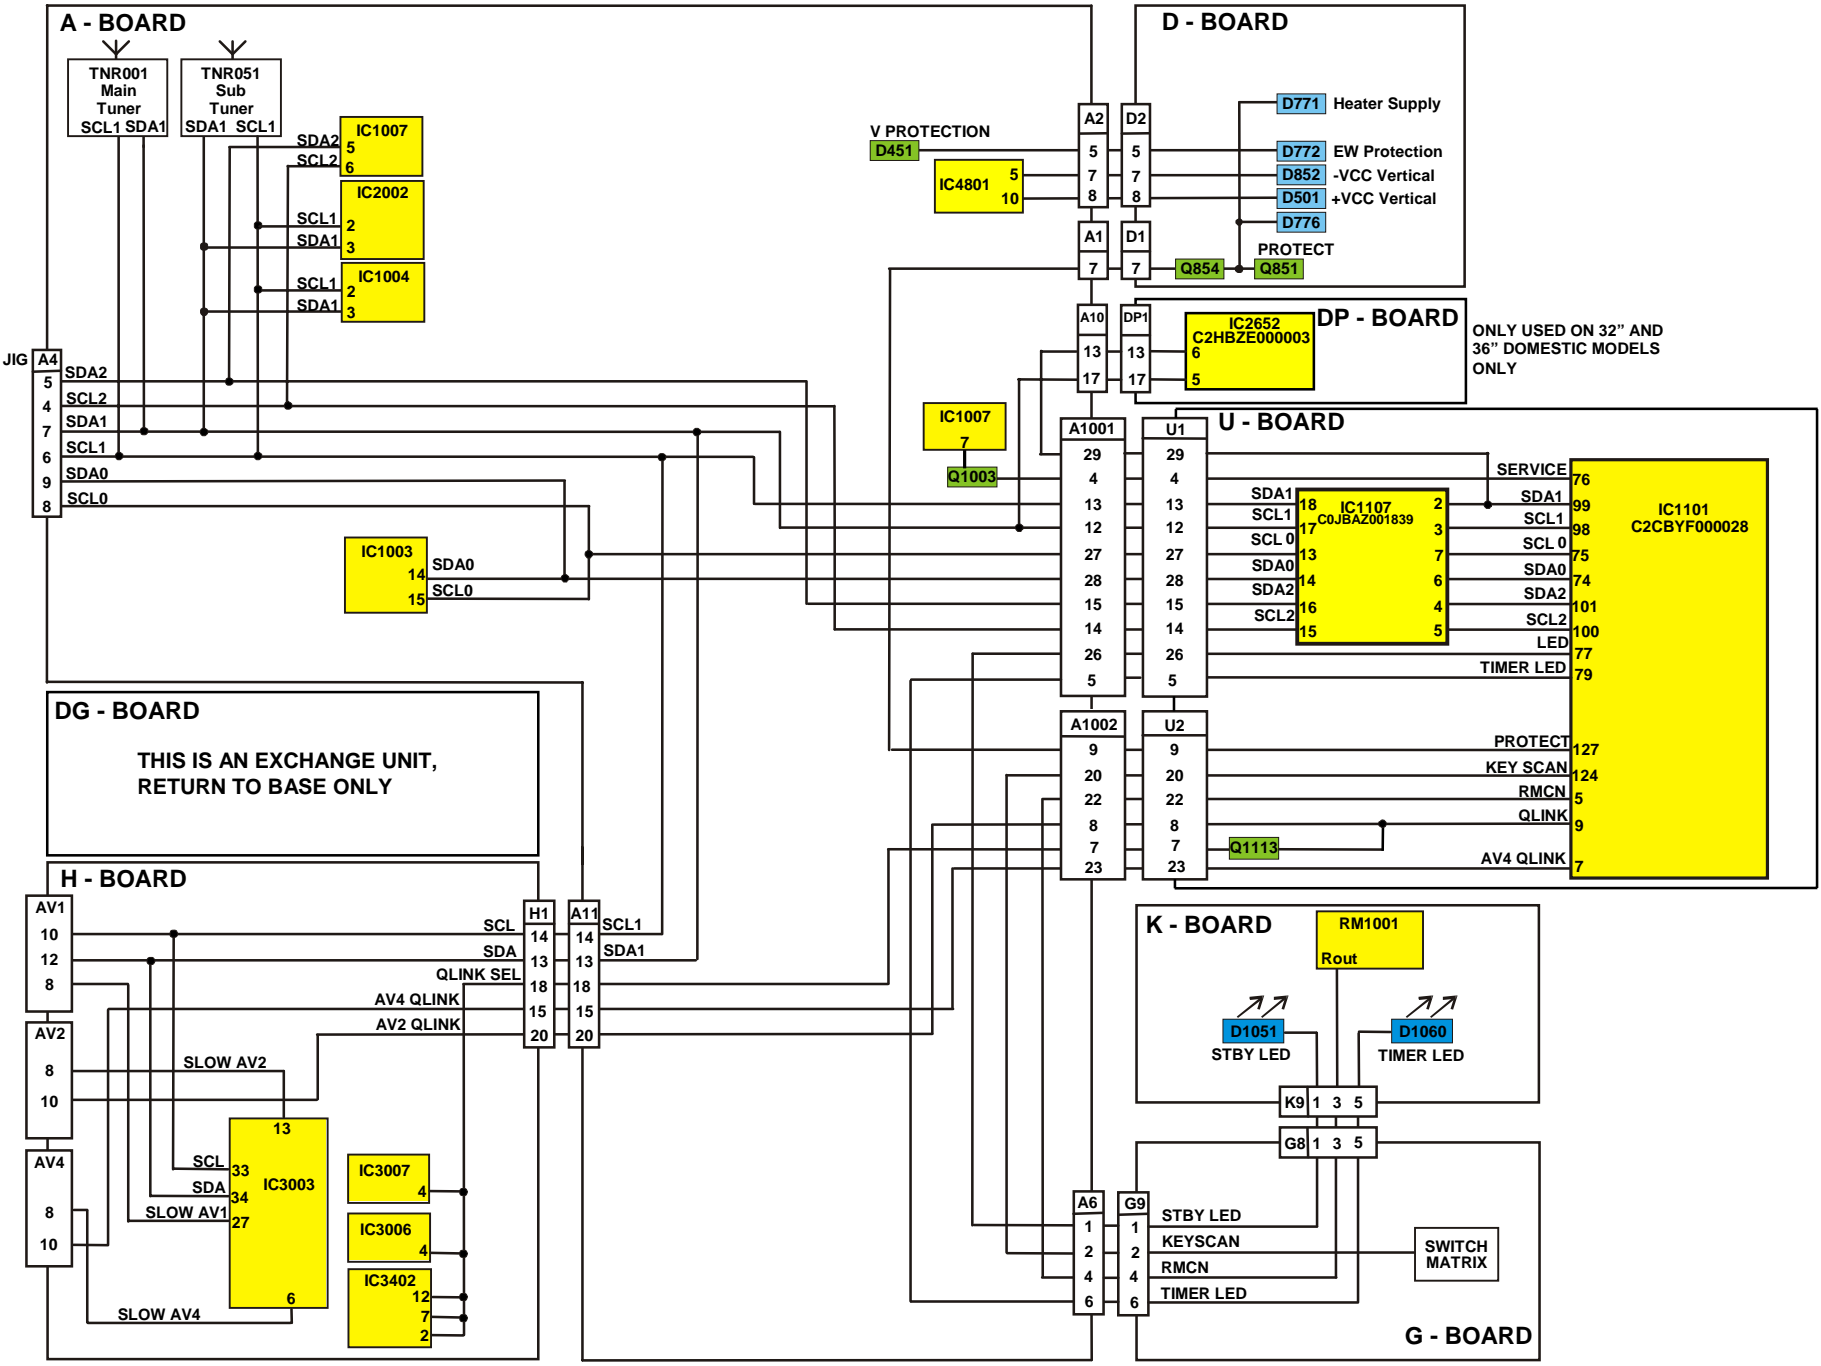 A - BOARD
TNR001
Main
Tuner
SCL1 SDA1
TNR051
Sub
Tuner
SDA1 SCL1
SDA2
SCL2
IC1007
5
6
IC2002
SCL1
2
SDA1
3
IC1004
SCL1
2
SDA1
3
JIG
A4
5
SDA2
4
SCL2
7
SDA1
6
SCL1
9
SDA0
8
SCL0
IC1003
14
SDA0
15
SCL0
V PROTECTION
D451
IC4801
5
10
A2
5
7
8
D2
5
7
8
A1
7
D1
7
D - BOARD
D771 Heater Supply
D772 EW Protection
D852 -VCC Vertical
D501 +VCC Vertical
D776
PROTECT
Q854
Q851
A10
13
17
DP1
13
17
DP - BOARD
IC2652
C2HBZE000003
6
5
ONLY USED ON 32” AND
36” DOMESTIC MODELS
ONLY
IC1007
7
Q1003
A1001
29
4
13
12
27
28
15
14
26
5
U1
29
4
13
12
27
28
15
14
26
5
U - BOARD
SDA1
18
SCL1
17
SCL 0
13
SDA0
14
SDA2
16
SCL2
15
IC1107
C0JBAZ001839
2
3
7
6
4
5
SERVICE
76
SDA1
99
SCL1
98
SCL 0
75
SDA0
74
SDA2
101
SCL2
100
LED
77
TIMER LED
79
IC1101
C2CBYF000028
A1002
9
20
22
8
7
23
U2
9
20
22
8
7
23
PROTECT
127
KEY SCAN
124
RMCN
5
QLINK
9
Q1113
AV4 QLINK
7
DG - BOARD
THIS IS AN EXCHANGE UNIT,
RETURN TO BASE ONLY
H - BOARD
AV1
10
12
8
AV2
8
10
AV4
8
10
SCL
SDA
QLINK SEL
AV4 QLINK
AV2 QLINK
H1
14
13
18
15
20
A11
14
13
18
15
20
SCL1
SDA1
SLOW AV2
13
SCL
33
SDA
34
SLOW AV1
27
IC3003
6
SLOW AV4
IC3007
4
IC3006
4
IC3402
12
7
2
K - BOARD
RM1001
Rout
D1051
STBY LED
D1060
TIMER LED
K9 1 3 5
G8 1 3 5
A6
1
2
4
6
G9
1
2
4
6
STBY LED
KEYSCAN
RMCN
TIMER LED
SWITCH
MATRIX
G - BOARD